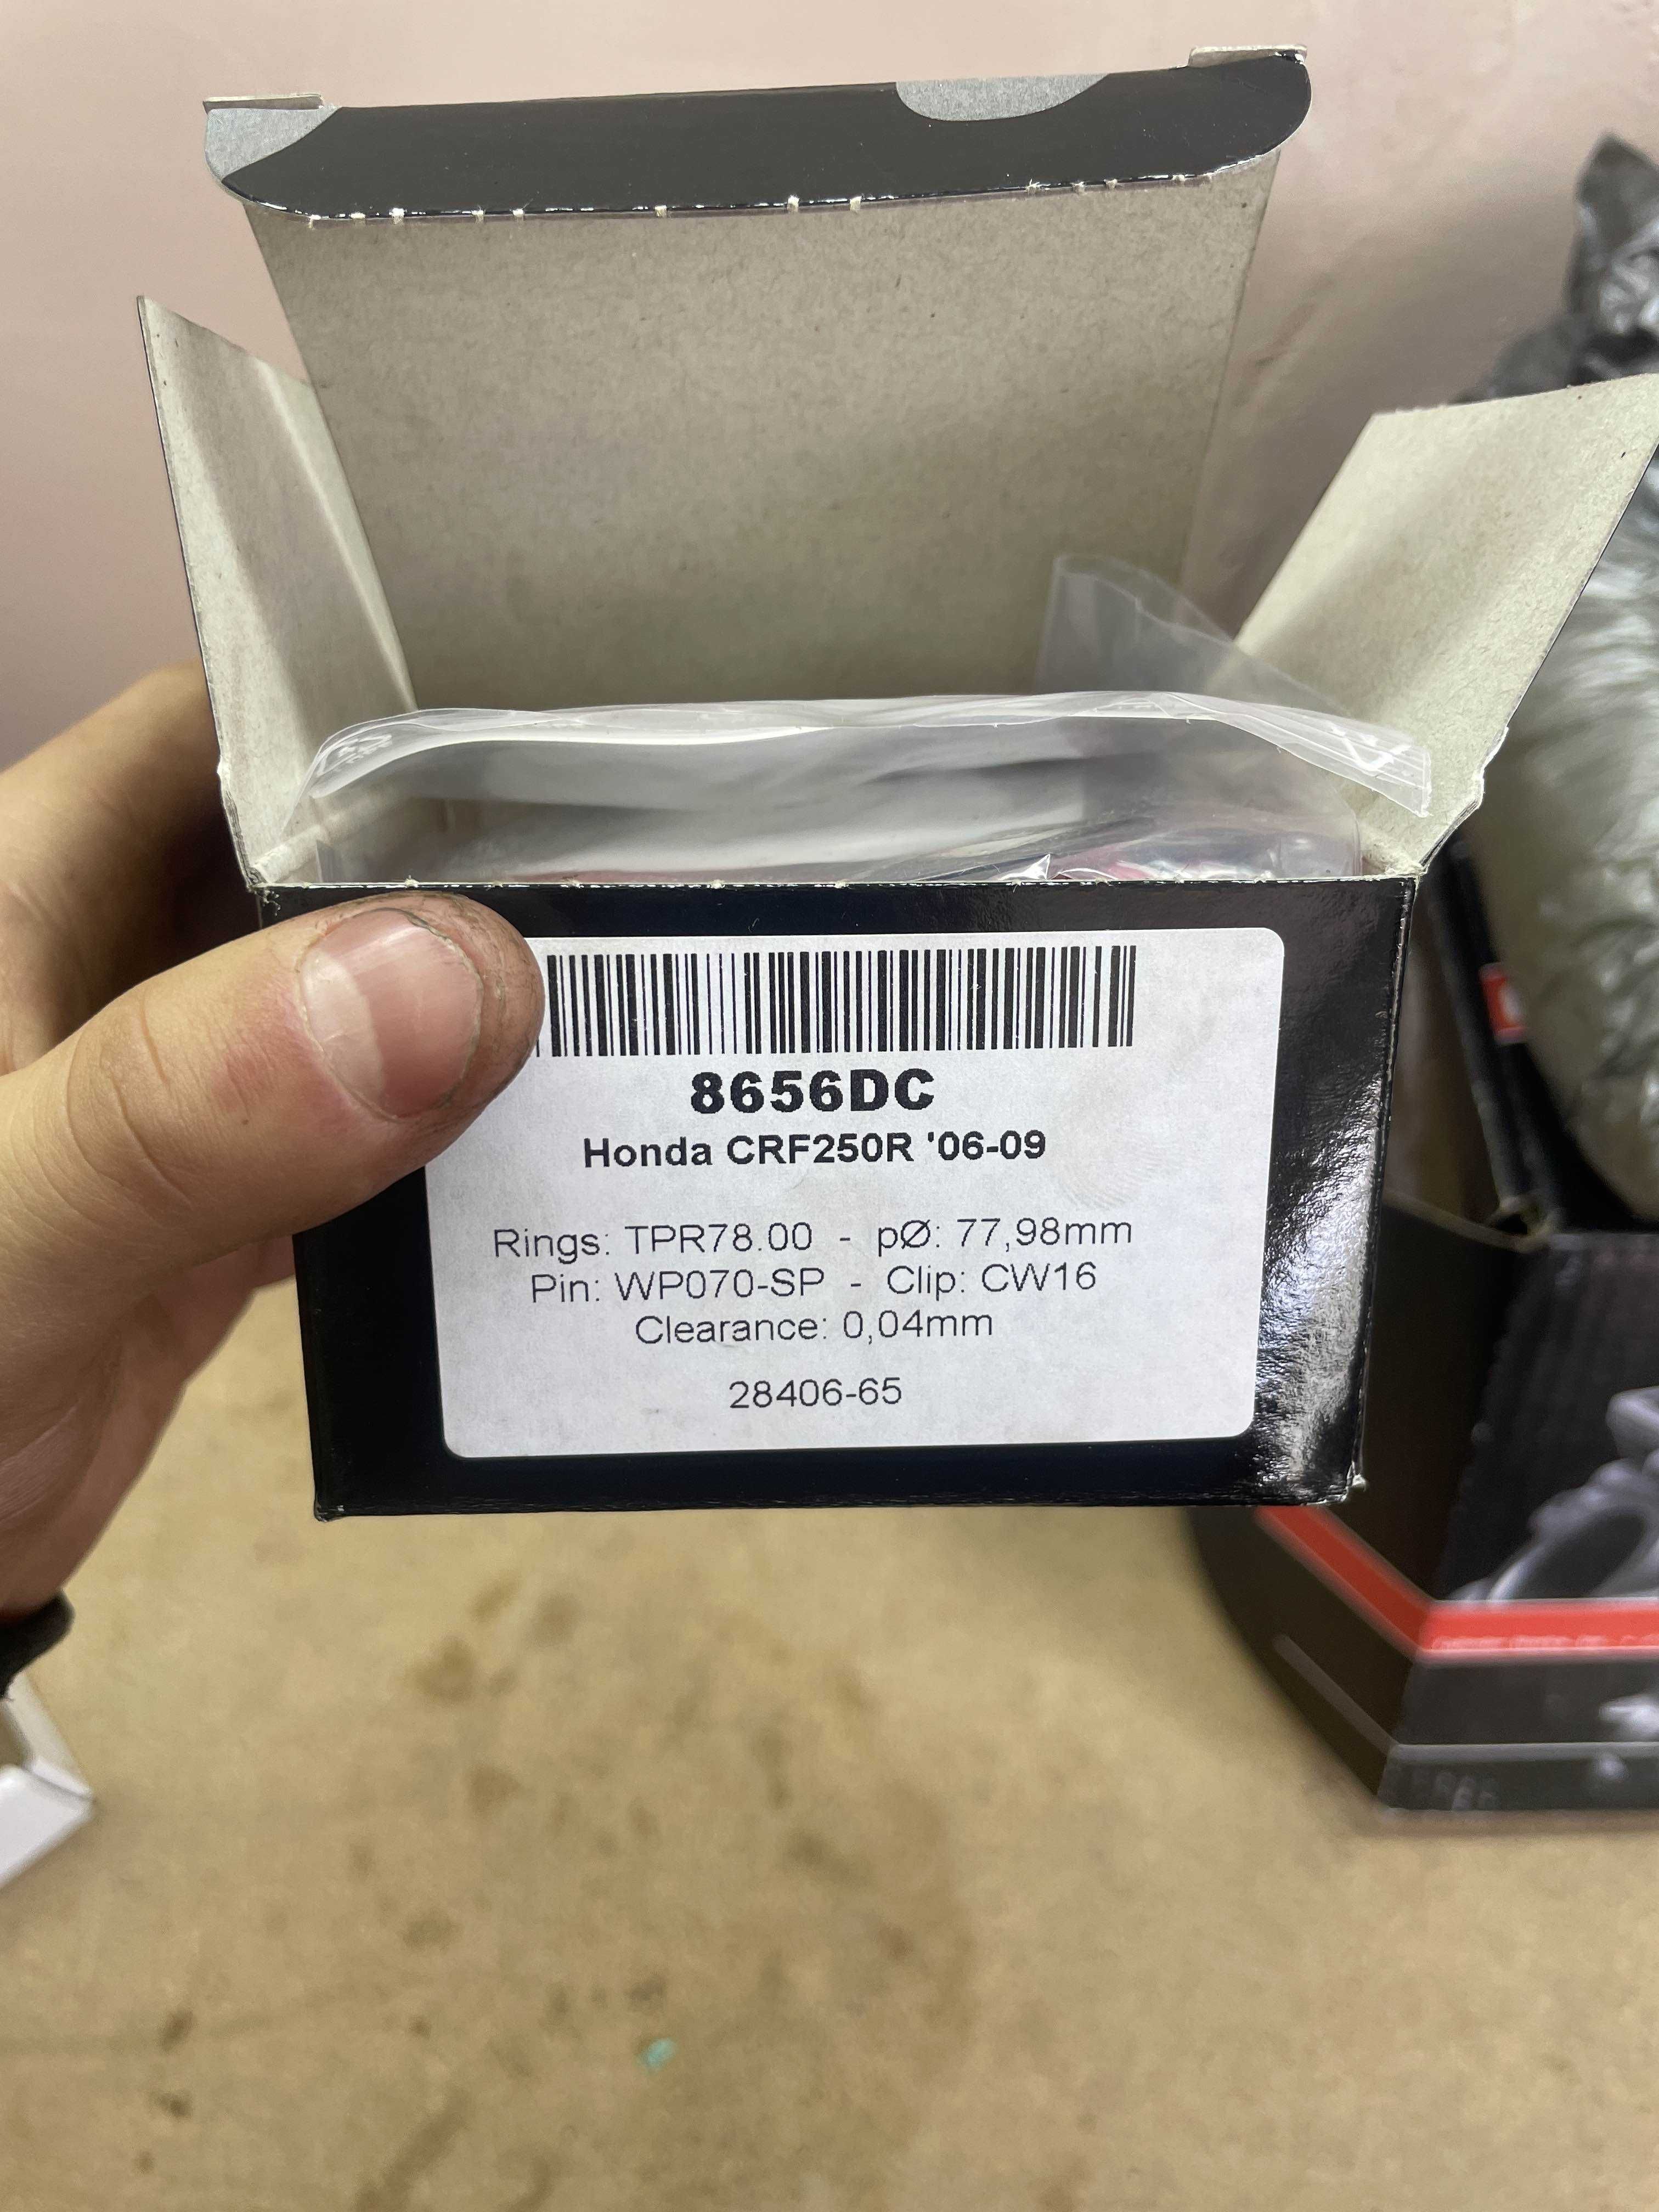 8656DC
Honda CRF250R '06-09
Rings: TPR78.00 - pØ: 77,98mm
Pin: WP070-SP - Clip: CW16
Clearance: 0,04mm
28406-65